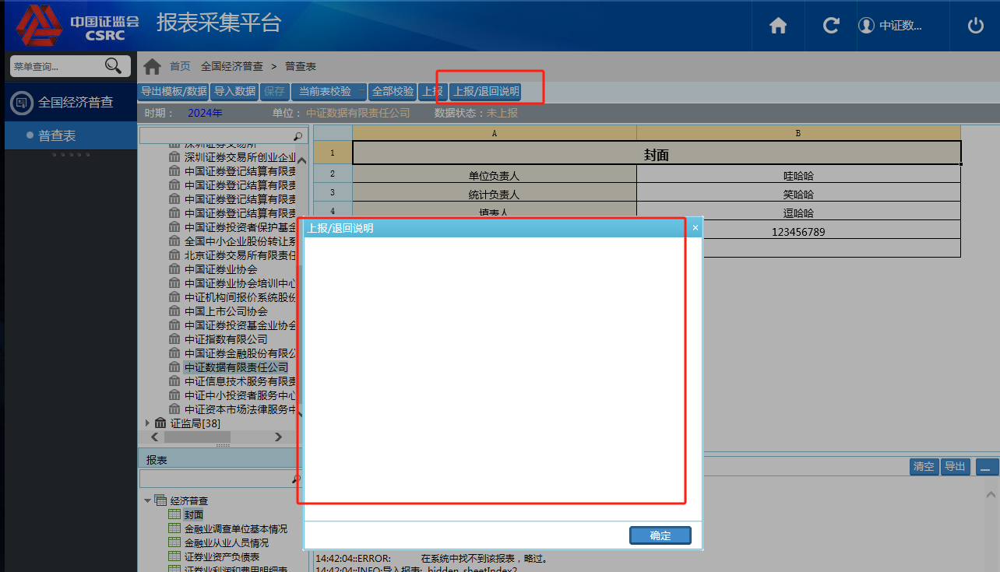 中国证监会
CSRC
报表采集平台
中证数...
菜单查询...
首页 全国经济普查 > 普查表
全国经济普查
普查表
导出模板/数据 导入数据 保存 当前表校验 全部校验 上报 上报/退回说明
时期： 2024年 单位： 中证数据有限责任公司 数据状态：未上报
深圳证券交易所
深圳证券交易所创业企业
中国证券登记结算有限责
中国证券登记结算有限责
中国证券登记结算有限责
中国证券登记结算有限责
中国证券投资者保护基金
全国中小企业股份转让系
北京证券交易所有限责任
中国证券业协会
中国证券业协会培训中心
中证机构间报价系统股份
中国上市公司协会
中国证券投资基金业协会
中证指数有限公司
中国证券金融股份有限公
中证数据有限责任公司
中证信息技术服务有限责
中证中小投资者服务中心
中证资本市场法律服务中
证监局[38]
A B
1 封面
2 单位负责人 哇哈哈
3 统计负责人 笑哈哈
4 填表人 逗哈哈
123456789
上报/退回说明 ×
确定
报表
经济普查
封面
金融业调查单位基本情况
金融业从业人员情况
证券业资产负债表
证券业利润和费用明细表
清空 导出
14:42:04::ERROR: 在系统中找不到该报表，略过。
14:42:04::INFO:导入报表: hidden_sheetIndex2